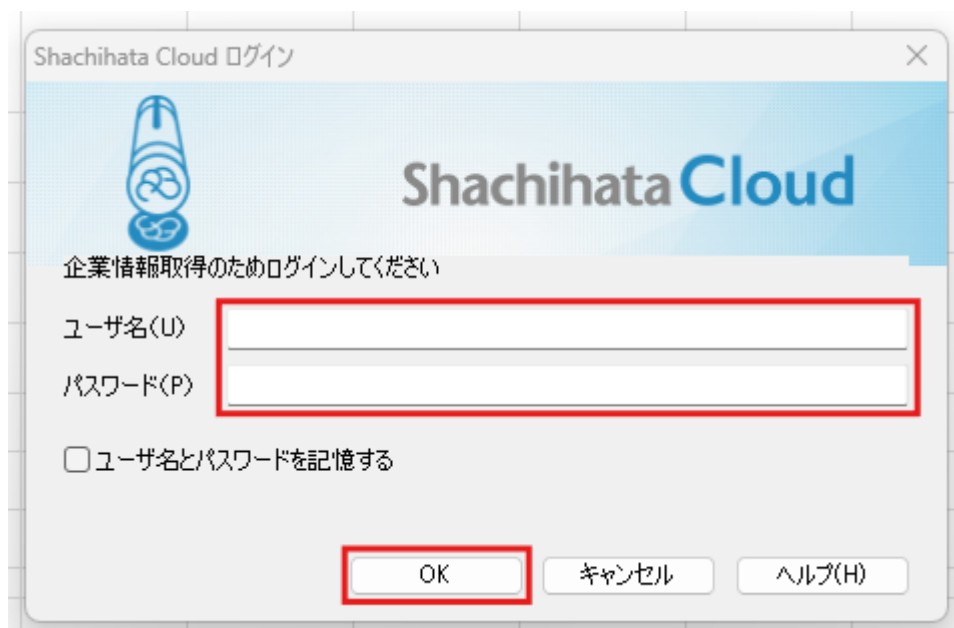 Shachihata Cloud ログイン
Shachihata Cloud
企業情報取得のためログインしてください
ユーザ名(U)
パスワード(P)
ユーザ名とパスワードを記憶する
OK キャンセル ヘルプ(H)